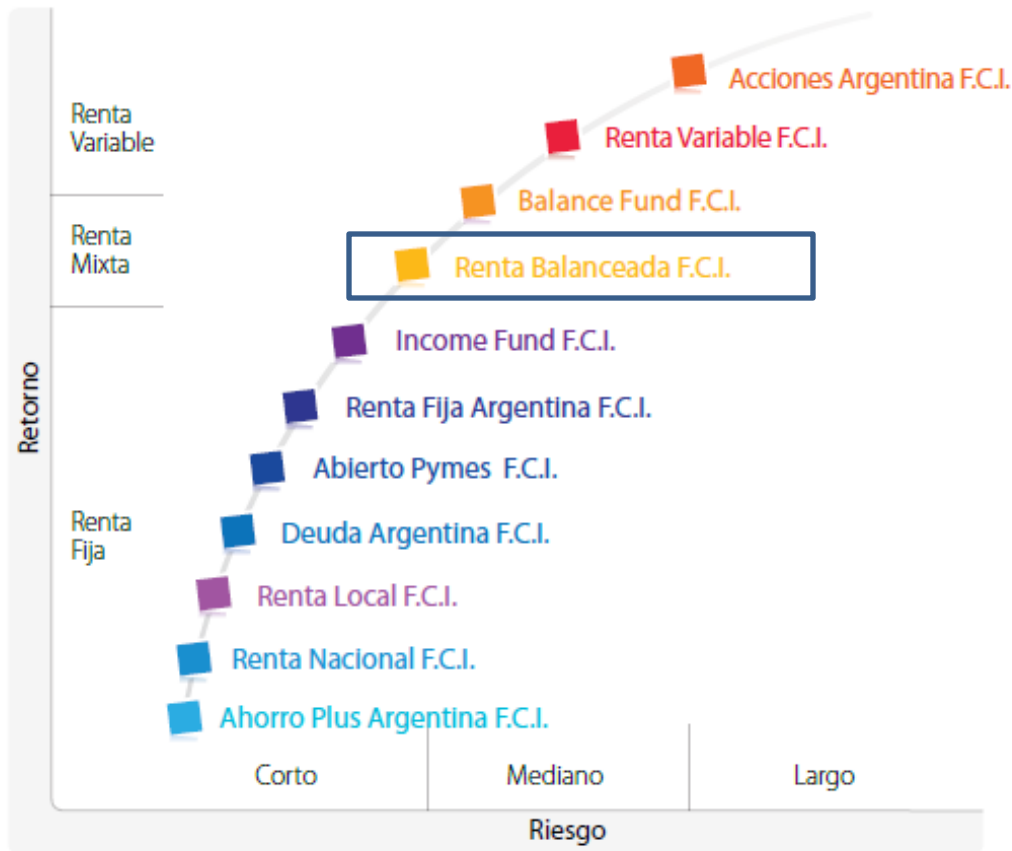 Acciones Argentina F.C.I.
Renta
Variable
Renta Variable F.C.I.
Balance Fund F.C.I.
Renta
Mixta
Renta Balanceada F.C.I.
Income Fund F.C.I.
Retorno
Renta Fija Argentina F.C.I.
Abierto Pymes F.C.I.
Renta
Fija
Deuda Argentina F.C.I.
Renta Local F.C.I.
Renta Nacional F.C.I.
Ahorro Plus Argentina F.C.I.
Corto
Mediano
Largo
Riesgo